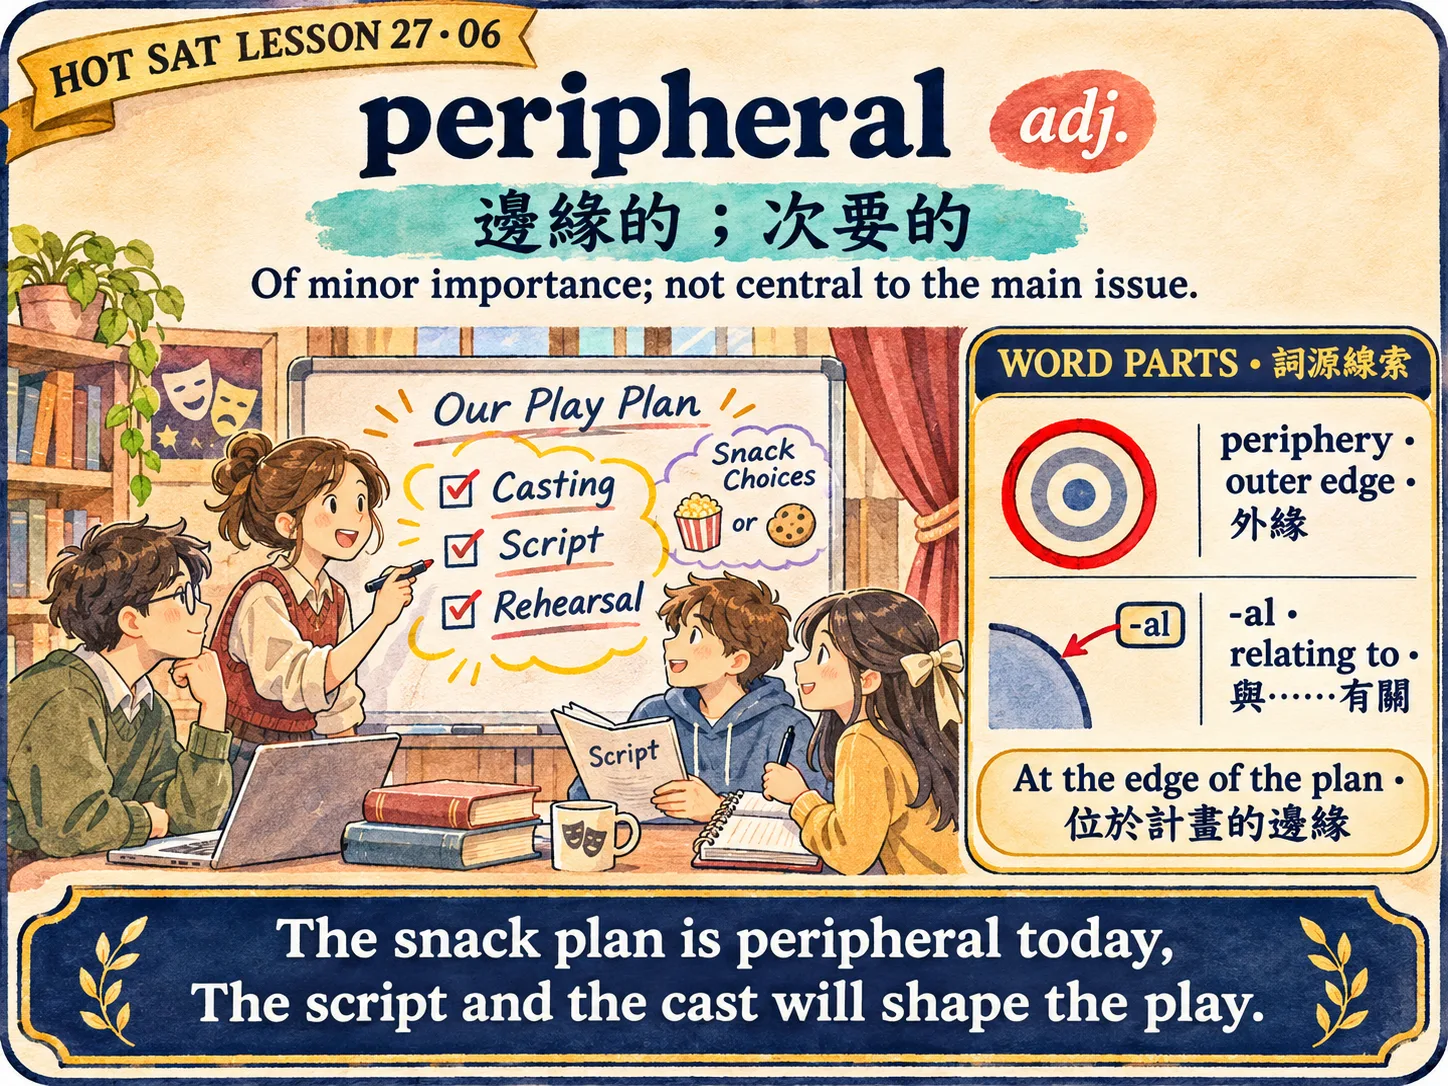 HOT SAT LESSON 27•06
peripheral
adj.
邊緣的；次要的
Of minor importance; not central to the main issue.
Our Play Plan
Casting
Script
Rehearsal
Snack
Choices
or
Script
WORD PARTS • 詞源線索
periphery •
outer edge •
外緣
-al
-al •
relating to •
與……有關
At the edge of the plan •
位於計畫的邊緣
The snack plan is peripheral today,
The script and the cast will shape the play.